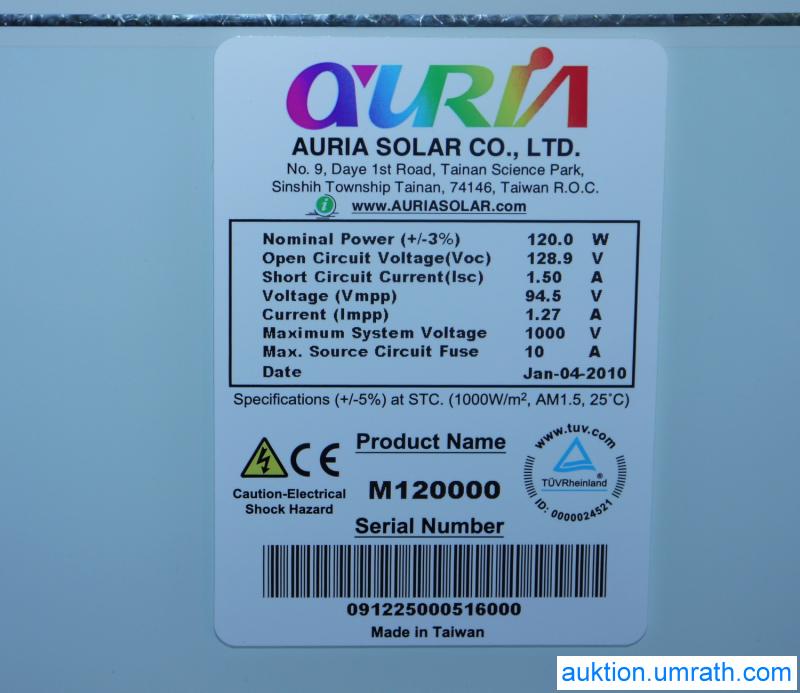 AURIA
AURIA SOLAR CO., LTD.
No. 9, Daye 1st Road, Tainan Science Park,
Sinshih Township Tainan, 74146, Taiwan R.O.C.
i www.AURIASOLAR.com
Nominal Power (+/-3%) 120.0 W
Open Circuit Voltage(Voc) 128.9 V
Short Circuit Current(Isc) 1.50 A
Voltage (Vmpp) 94.5 V
Current (Impp) 1.27 A
Maximum System Voltage 1000 V
Max. Source Circuit Fuse 10 A
Date Jan-04-2010
Specifications (+/-5%) at STC. (1000W/m², AM1.5, 25°C)
CE
Caution-Electrical
Shock Hazard
Product Name
M120000
www.tuv.com
TÜVRheinland®
ID: 0000024521
Serial Number
091225000516000
Made in Taiwan
auktion.umrath.com